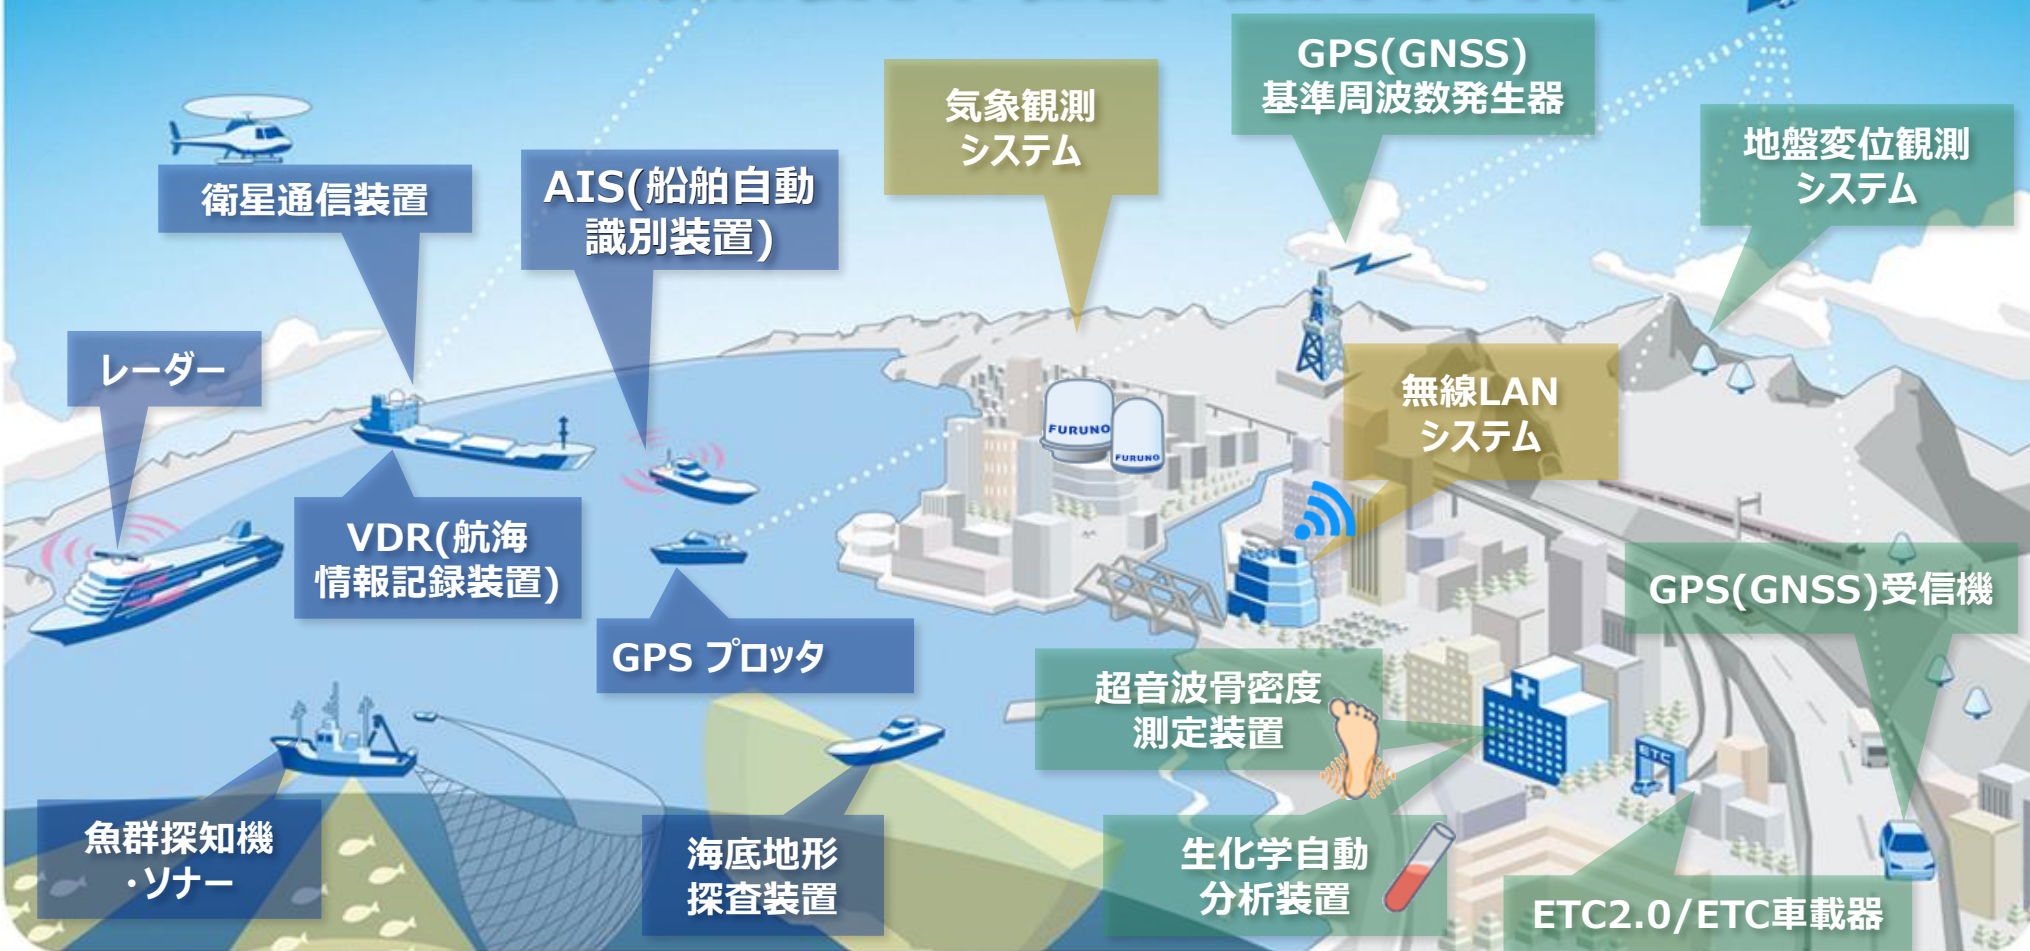 GPS(GNSS)
基準周波数発生器
気象観測
システム
地盤変位観測
システム
衛星通信装置
AIS(船舶自動
識別装置)
レーダー
無線LAN
システム
FURUNO
FURUNO
VDR(航海
情報記録装置)
GPS(GNSS)受信機
GPS プロッタ
超音波骨密度
測定装置
ETC
魚群探知機
・ソナー
海底地形
探査装置
生化学自動
分析装置
ETC2.0/ETC車載器